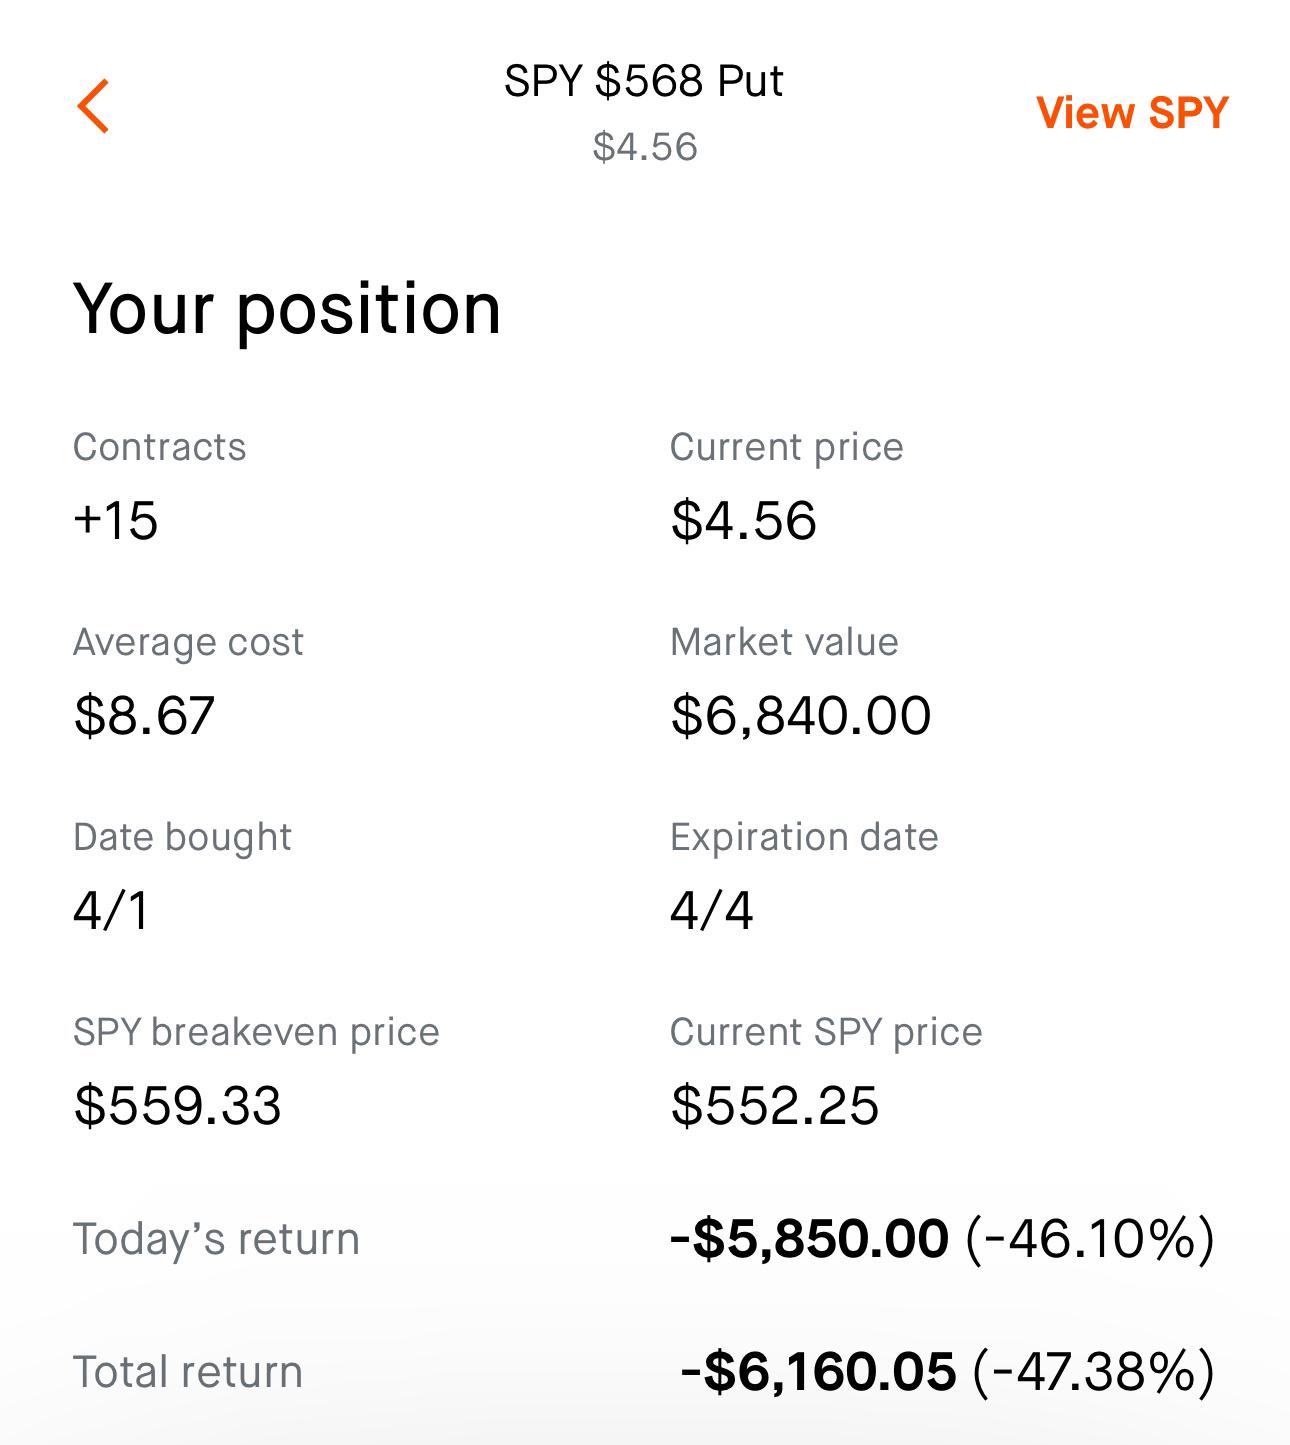 SPY $568 Put
$4.56
View SPY
Your position
Contracts
+15
Current price
$4.56
Average cost
$8.67
Market value
$6,840.00
Date bought
4/1
Expiration date
4/4
SPY breakeven price
$559.33
Current SPY price
$552.25
Today’s return
-$5,850.00 (-46.10%)
Total return
-$6,160.05 (-47.38%)